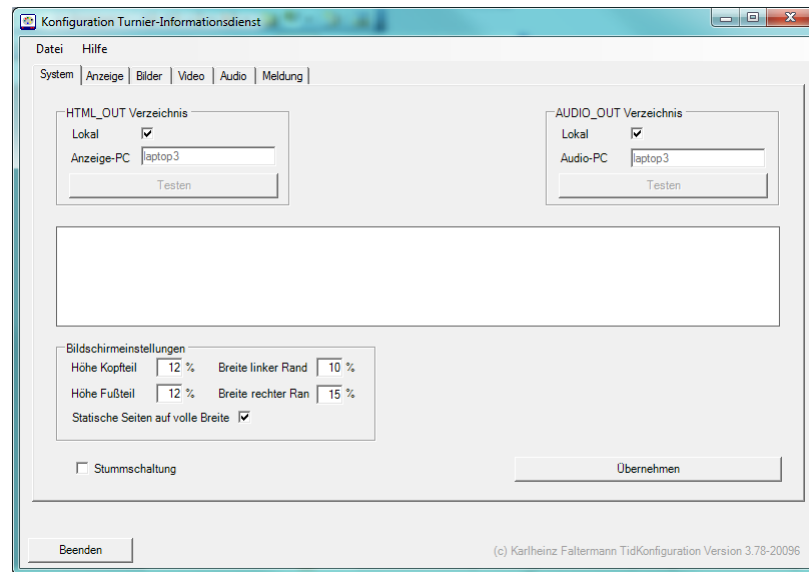 Konfiguration Turnier-Informationsdienst
Datei Hilfe
System Anzeige Bilder Video Audio Meldung
HTML_OUT Verzeichnis
Lokal
Anzeige-PC laptop3
Testen
AUDIO_OUT Verzeichnis
Lokal
Audio-PC laptop3
Testen
Bildschirmeinstellungen
Höhe Kopfteil 12 % Breite linker Rand 10 %
Höhe Fußteil 12 % Breite rechter Ran 15 %
Statische Seiten auf volle Breite
Stummschaltung
Übernehmen
Beenden
(c) Karlheinz Faltermann TidKonfiguration Version 3.78-20096